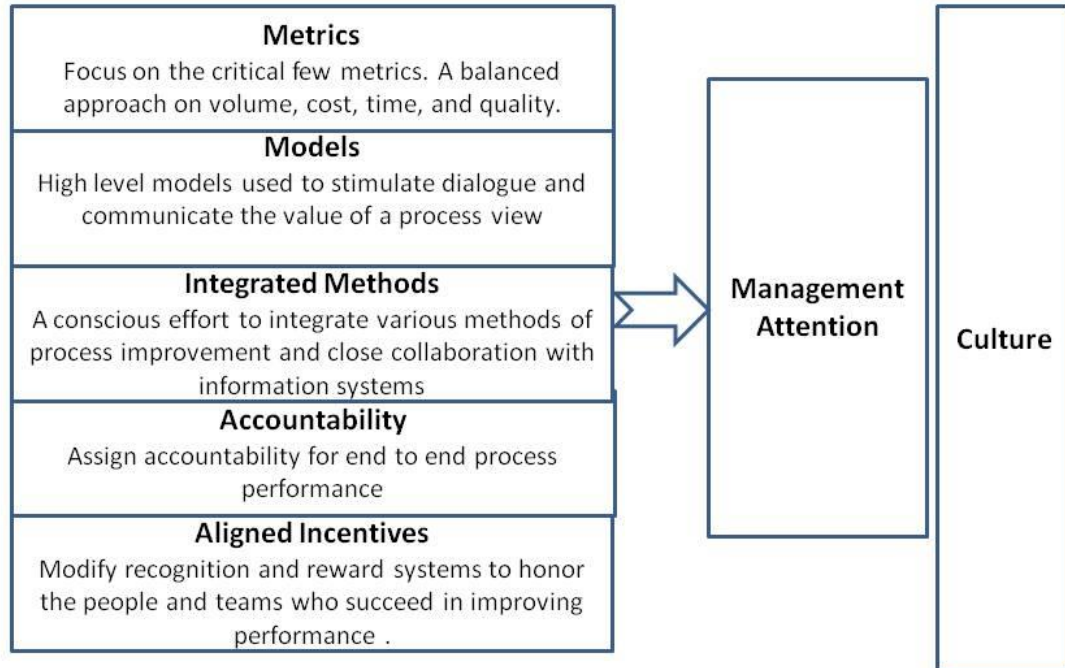 Metrics
Focus on the critical few metrics. A balanced
approach on volume, cost, time, and quality.
Models
High level models used to stimulate dialogue and
communicate the value of a process view
Integrated Methods
A conscious effort to integrate various methods of
process improvement and close collaboration with
information systems
Accountability
Assign accountability for end to end process
performance
Aligned Incentives
Modify recognition and reward systems to honor
the people and teams who succeed in improving
performance .
Management
Attention
Culture